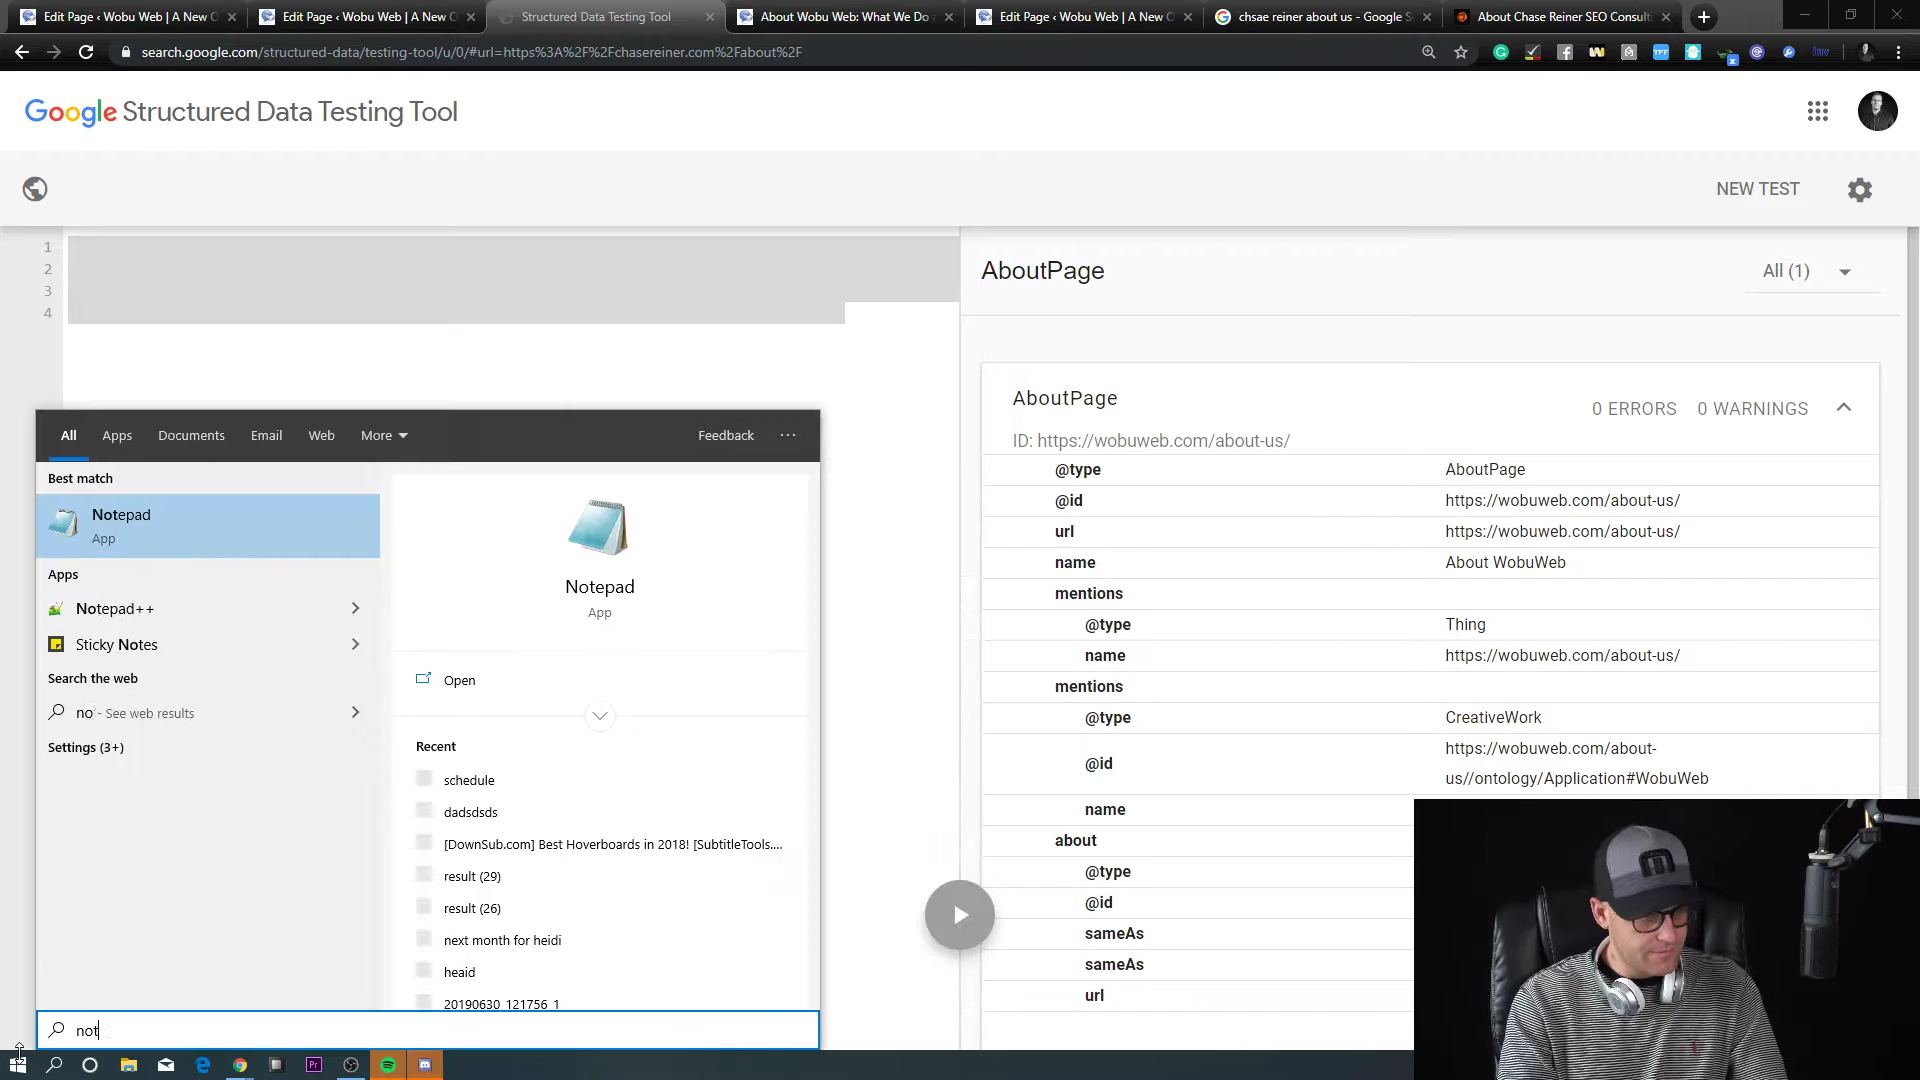 Edit Page ‹ Wobu Web | A New O
Edit Page ‹ Wobu Web | A New O
Structured Data Testing Tool
About Wobu Web: What We Do
Edit Page ‹ Wobu Web | A New O
chsae reiner about us - Google S
About Chase Reiner SEO Consult
search.google.com/structured-data/testing-tool/u/0/#url=https%3A%2F%2Fchasereiner.com%2Fabout%2F
Google Structured Data Testing Tool
NEW TEST
1
2
3
4
AboutPage
All (1)
AboutPage
0 ERRORS 0 WARNINGS
ID: https://wobuweb.com/about-us/
@type AboutPage
@id https://wobuweb.com/about-us/
url https://wobuweb.com/about-us/
name About WobuWeb
mentions
@type Thing
name https://wobuweb.com/about-us/
mentions
@type CreativeWork
@id https://wobuweb.com/about-us//ontology/Application#WobuWeb
name
about
@type
@id
sameAs
sameAs
url
All Apps Documents Email Web More Feedback ...
Best match
Notepad
App
Apps
Notepad++
Sticky Notes
Search the web
no - See web results
Settings (3+)
Notepad
App
Open
Recent
schedule
dadsdsds
[DownSub.com] Best Hoverboards in 2018! [SubtitleTools....
result (29)
result (26)
next month for heidi
heaid
20190630_121756_1
not
Pr